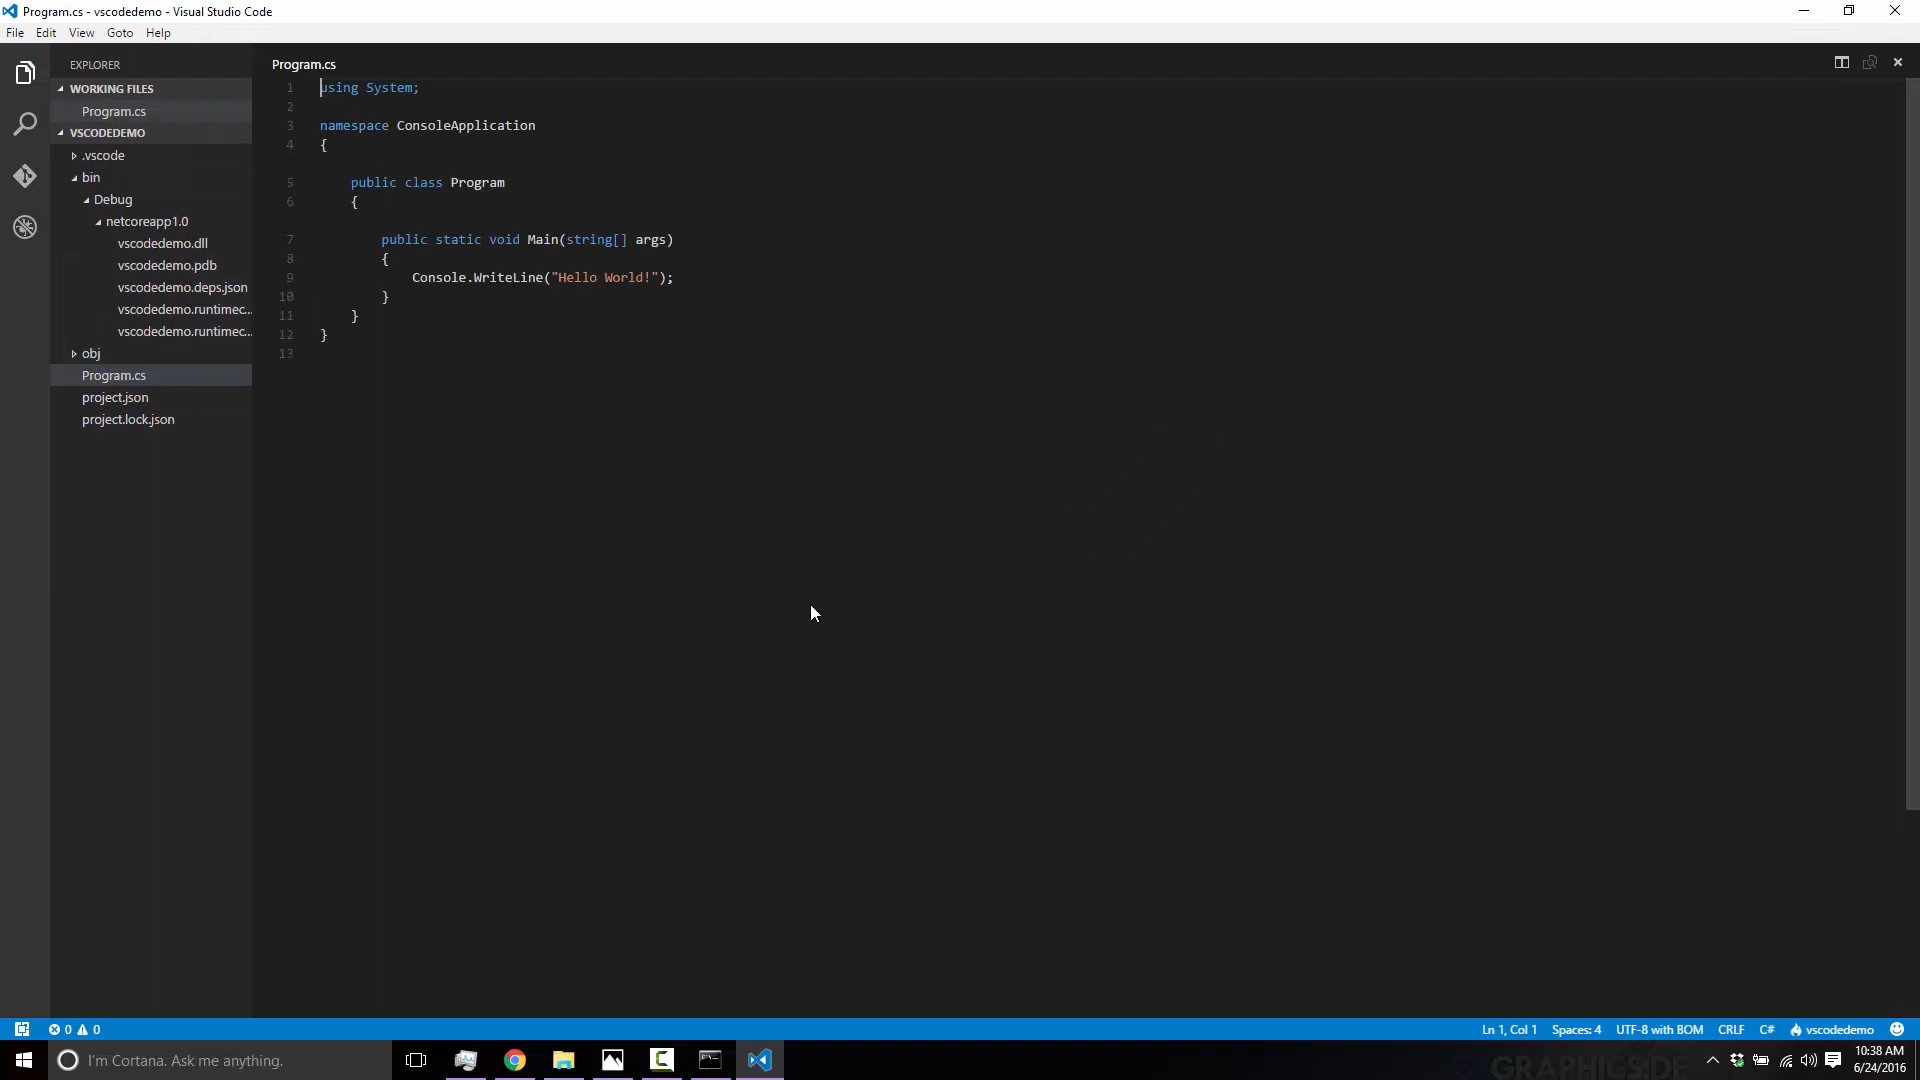 Program.cs - vscodedemo - Visual Studio Code
File Edit View Goto Help
EXPLORER
WORKING FILES
Program.cs
VSCODEDEMO
.vscode
bin
Debug
netcoreapp1.0
vscodedemo.dll
vscodedemo.pdb
vscodedemo.deps.json
vscodedemo.runtimec...
vscodedemo.runtimec...
obj
Program.cs
project.json
project.lock.json
Program.cs
1 using System;
2
3 namespace ConsoleApplication
4 {
5 public class Program
6 {
7 public static void Main(string[] args)
8 {
9 Console.WriteLine("Hello World!");
10 }
11 }
12 }
13
0 0 Ln 1, Col 1 Spaces: 4 UTF-8 with BOM CRLF C# vscodedemo
I'm Cortana. Ask me anything.
GRAPHICS.DE
10:38 AM
6/24/2016